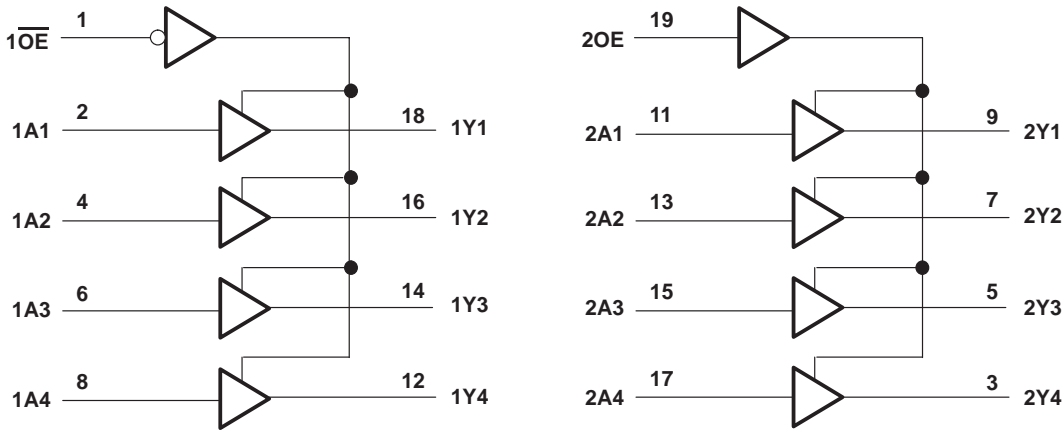 1O̅E̅ 1
1A1 2 18 1Y1
1A2 4 16 1Y2
1A3 6 14 1Y3
1A4 8 12 1Y4
2OE 19
2A1 11 9 2Y1
2A2 13 7 2Y2
2A3 15 5 2Y3
2A4 17 3 2Y4